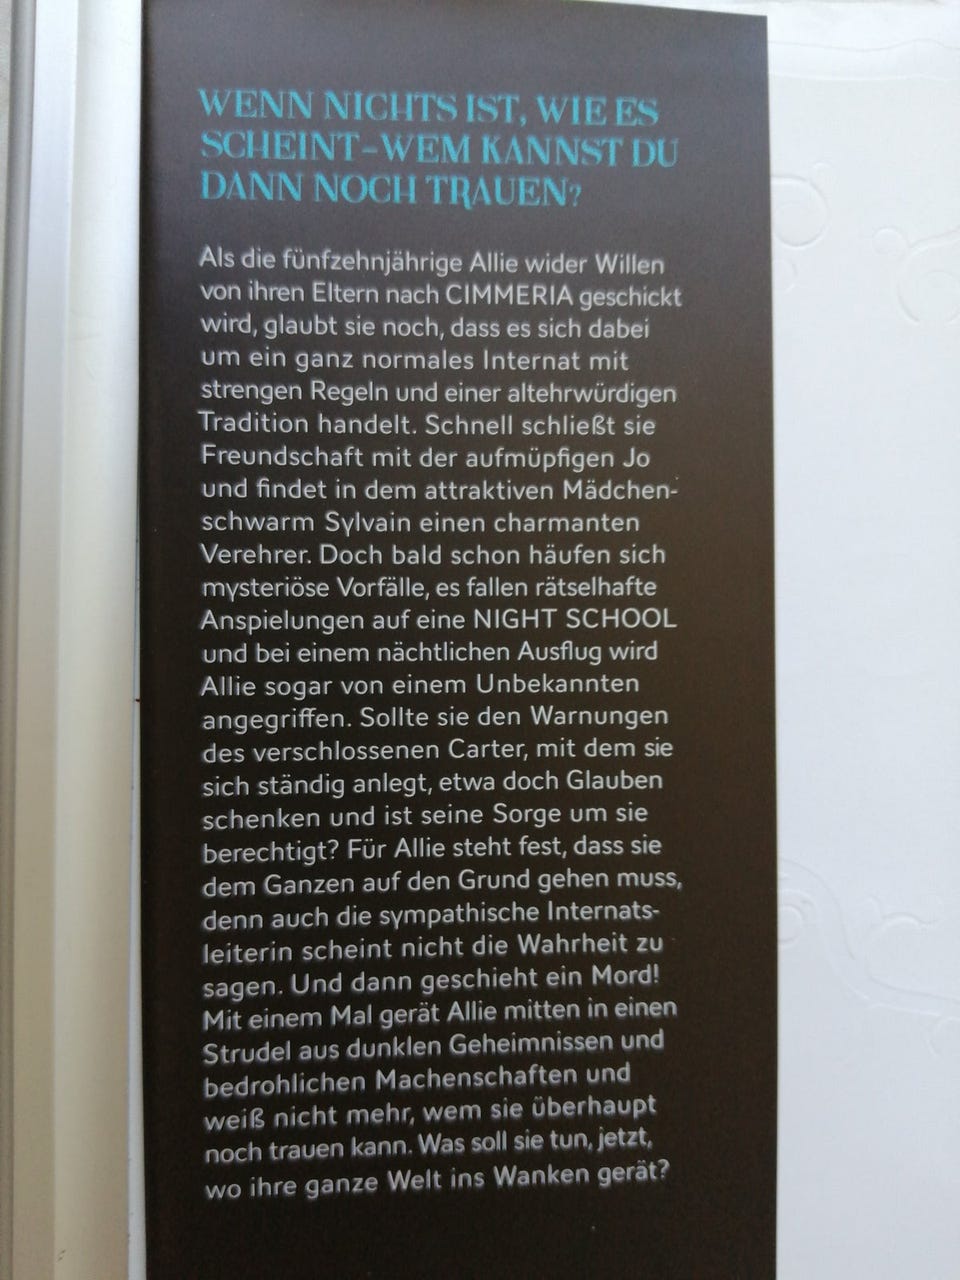 WENN NICHTS IST, WIE ES
SCHEINT-WEM KANNST DU
DANN NOCH TRAUEN?
Als die fünfzehnjährige Allie wider Willen
von ihren Eltern nach CIMMERIA geschickt
wird, glaubt sie noch, dass es sich dabei
um ein ganz normales Internat mit
strengen Regeln und einer altehrwürdigen
Tradition handelt. Schnell schließt sie
Freundschaft mit der aufmüpfigen Jo
und findet in dem attraktiven Mädchen-
schwarm Sylvain einen charmanten
Verehrer. Doch bald schon häufen sich
mysteriöse Vorfälle, es fallen rätselhafte
Anspielungen auf eine NIGHT SCHOOL
und bei einem nächtlichen Ausflug wird
Allie sogar von einem Unbekannten
angegriffen. Sollte sie den Warnungen
des verschlossenen Carter, mit dem sie
sich ständig anlegt, etwa doch Glauben
schenken und ist seine Sorge um sie
berechtigt? Für Allie steht fest, dass sie
dem Ganzen auf den Grund gehen muss,
denn auch die sympathische Internats-
leiterin scheint nicht die Wahrheit zu
sagen. Und dann geschieht ein Mord!
Mit einem Mal gerät Allie mitten in einen
Strudel aus dunklen Geheimnissen und
bedrohlichen Machenschaften und
weiß nicht mehr, wem sie überhaupt
noch trauen kann. Was soll sie tun, jetzt,
wo ihre ganze Welt ins Wanken gerät?